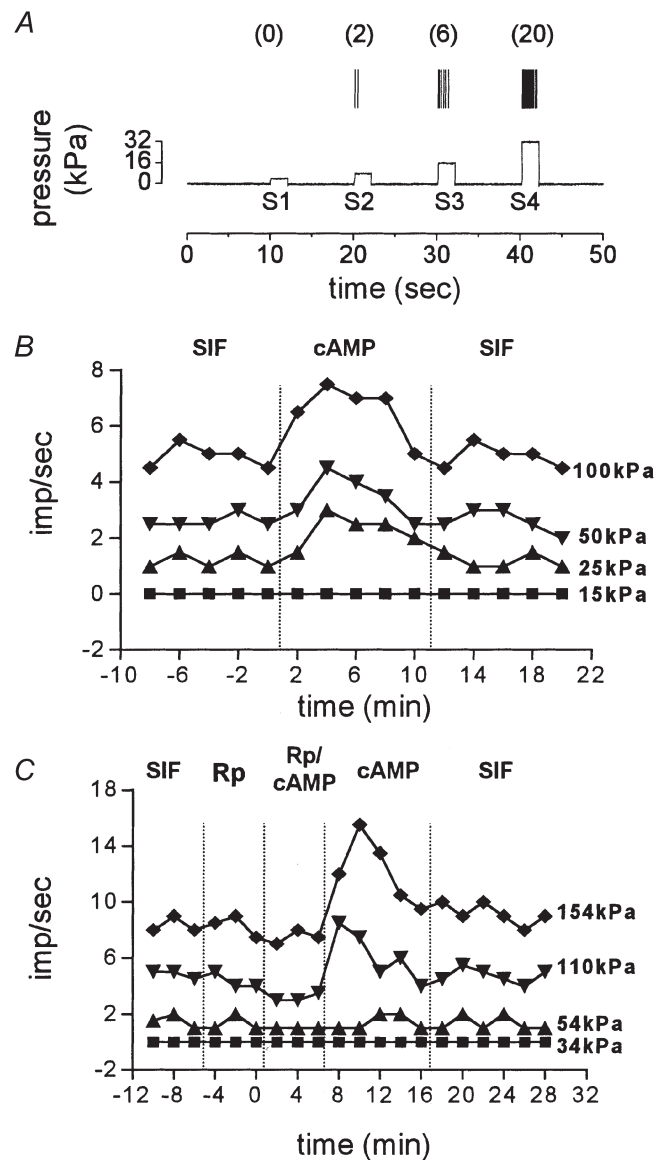 A
(0) (2) (6) (20)
pressure
(kPa)
32
16
0
S1 S2 S3 S4
0 10 20 30 40 50
time (sec)
B
SIF cAMP SIF
imp/sec
8
6
4
2
0
-2
100kPa
50kPa
25kPa
15kPa
-10 -6 -2 2 6 10 14 18 22
time (min)
C
SIF Rp Rp/ cAMP cAMP SIF
imp/sec
18
14
10
6
2
-2
154kPa
110kPa
54kPa
34kPa
-12 -8 -4 0 4 8 12 16 20 24 28 32
time (min)